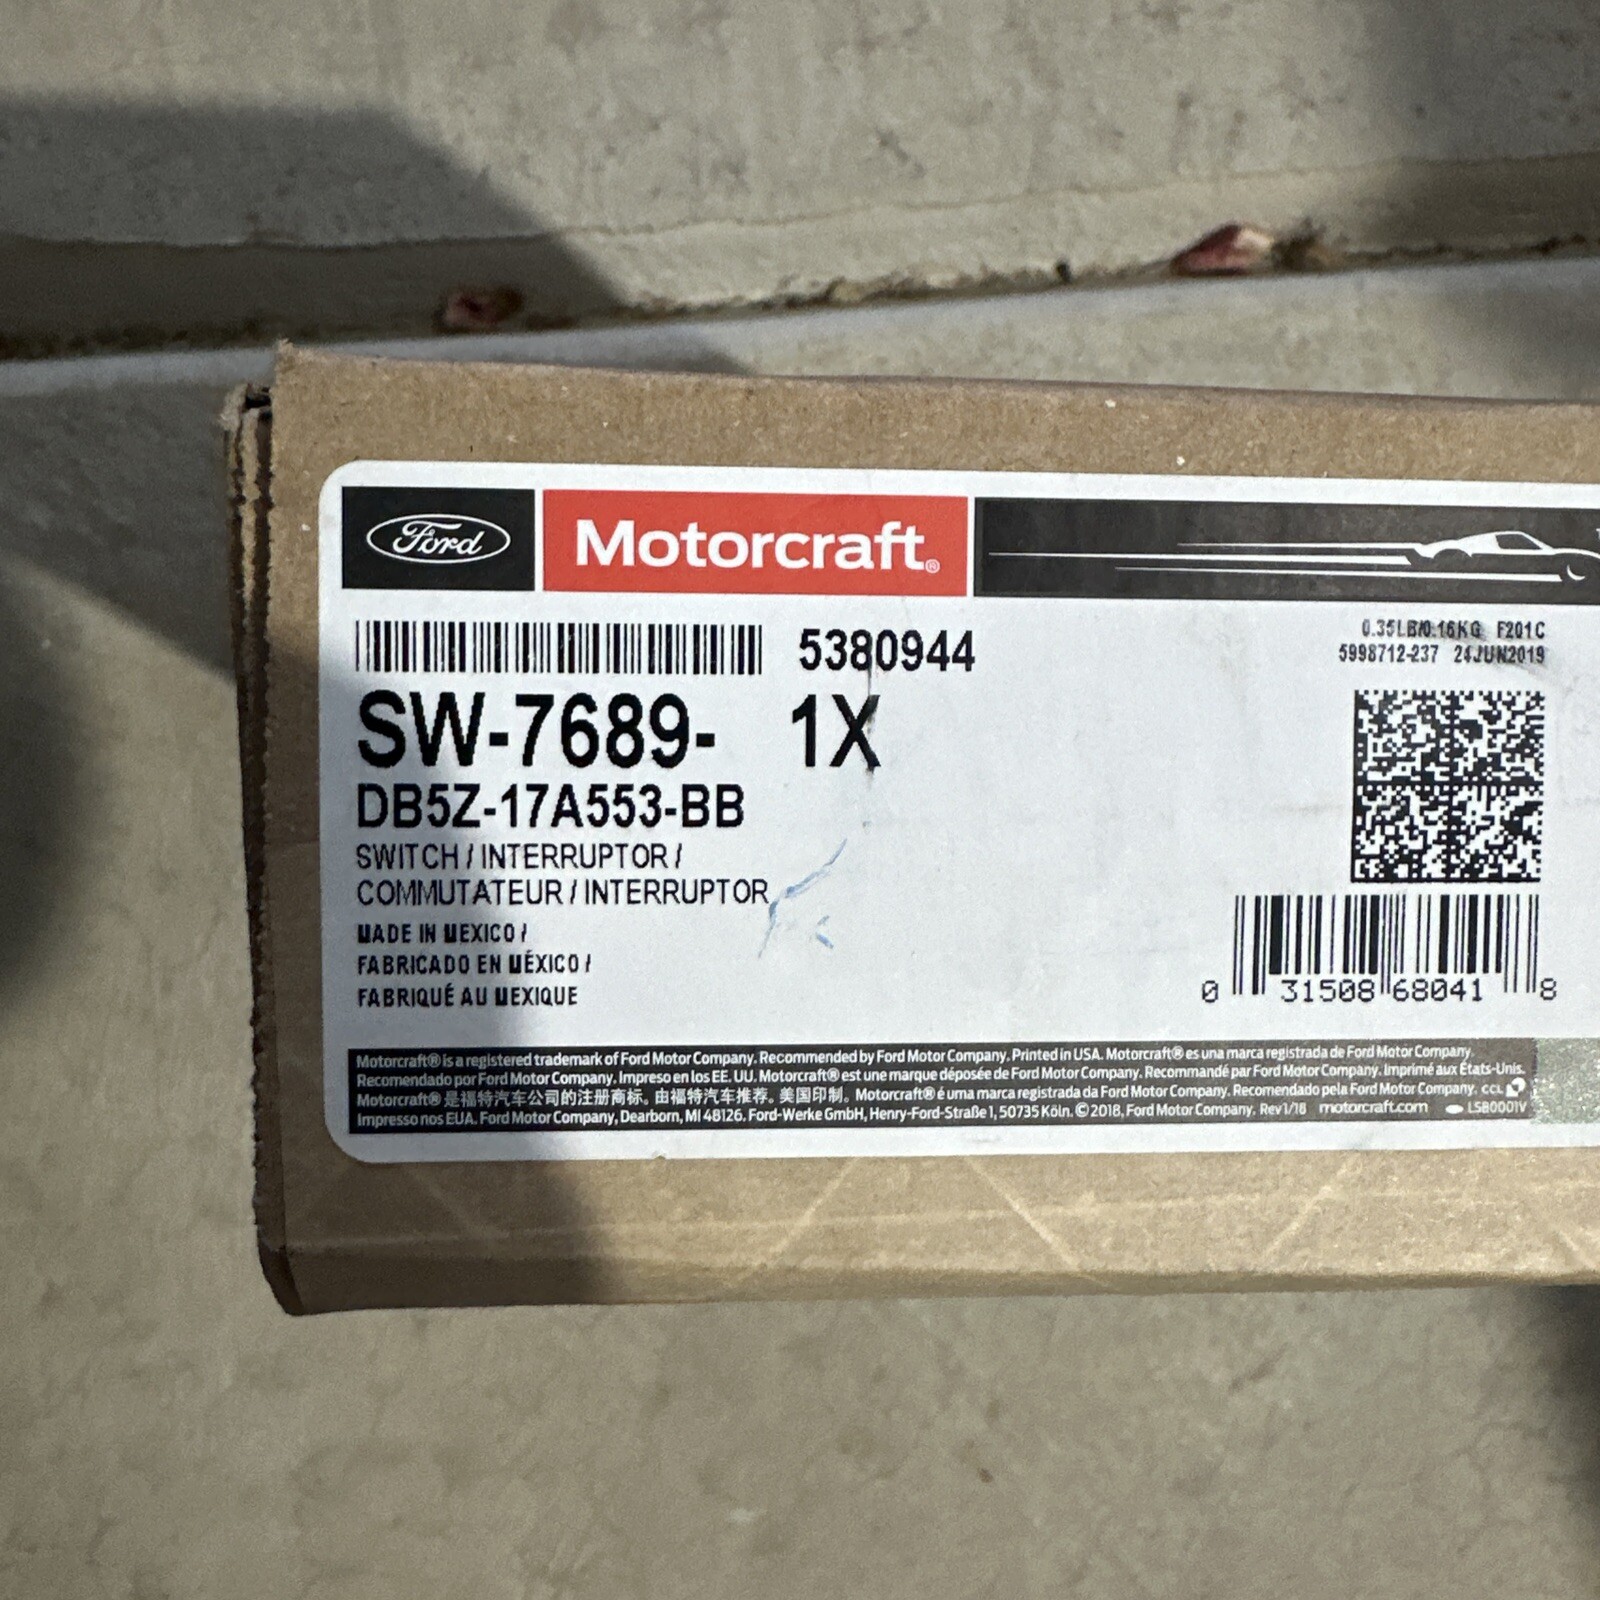 Ford
Motorcraft®
5380944
0.35LB/0.16KG F201C
5998712-237 24JUN2019
SW-7689- 1X
DB5Z-17A553-BB
SWITCH / INTERRUPTOR /
COMMUTATEUR / INTERRUPTOR
MADE IN MEXICO /
FABRICADO EN MÉXICO /
FABRIQUÉ AU MEXIQUE
0 31508 68041 8
Motorcraft® is a registered trademark of Ford Motor Company. Recommended by Ford Motor Company. Printed in USA. Motorcraft® es una marca registrada de Ford Motor Company.
Recomendado por Ford Motor Company. Impreso en los EE. UU. Motorcraft® est une marque déposée de Ford Motor Company. Recommandé par Ford Motor Company. Imprimé aux États-Unis.
Motorcraft® 是福特汽车公司的注册商标。由福特汽车推荐。美国印制。Motorcraft® é uma marca registrada da Ford Motor Company. Recomendado pela Ford Motor Company. CCL
Impresso nos EUA. Ford Motor Company, Dearborn, MI 48126. Ford-Werke GmbH, Henry-Ford-Straße 1, 50735 Köln. © 2018, Ford Motor Company. Rev 1/18 motorcraft.com LSB0001V